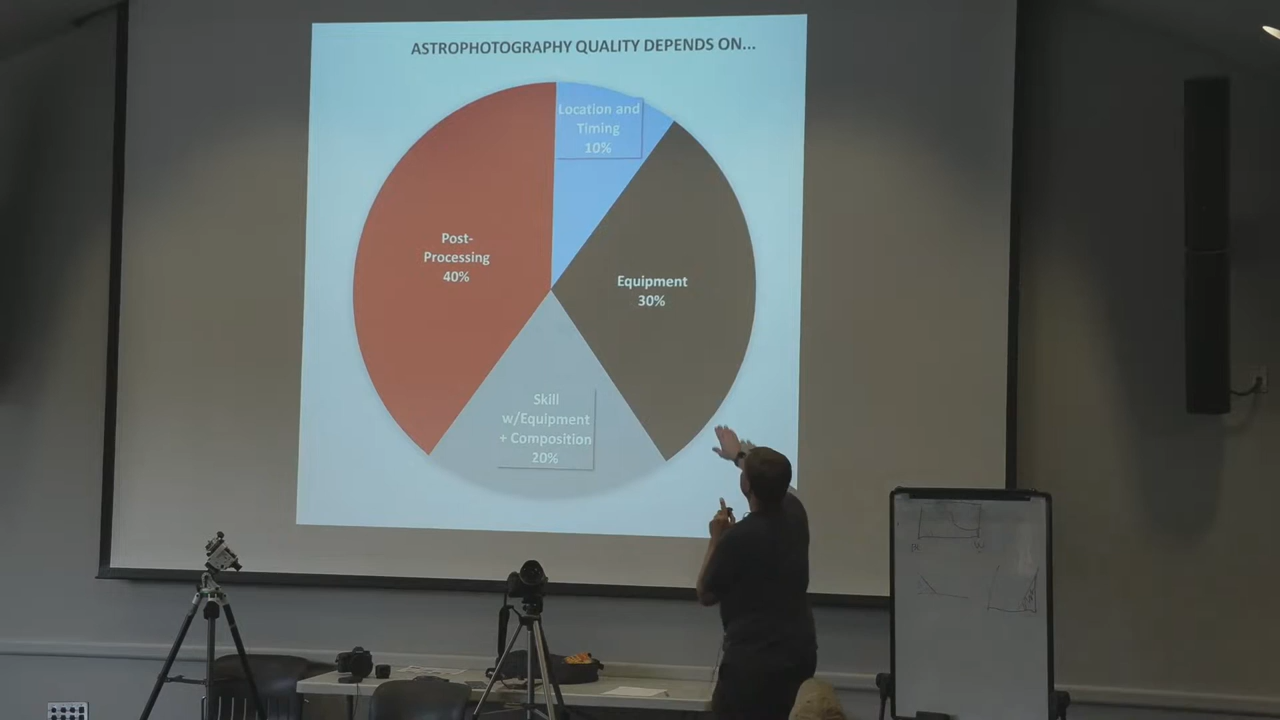 ASTROPHOTOGRAPHY QUALITY DEPENDS ON...
Location and
Timing
10%
Post-
Processing
40%
Equipment
30%
Skill
w/Equipment
+ Composition
20%